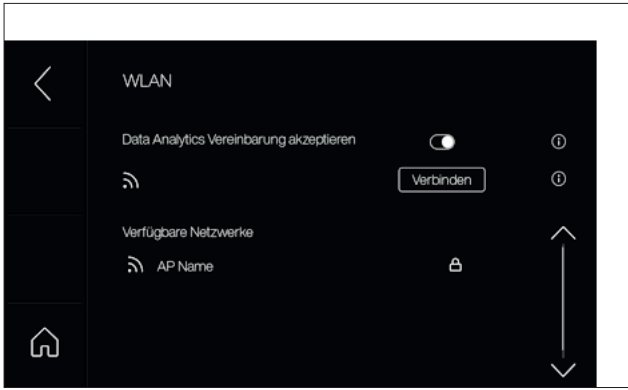 WLAN
Data Analytics Vereinbarung akzeptieren
Verbinden
Verfügbare Netzwerke
AP Name